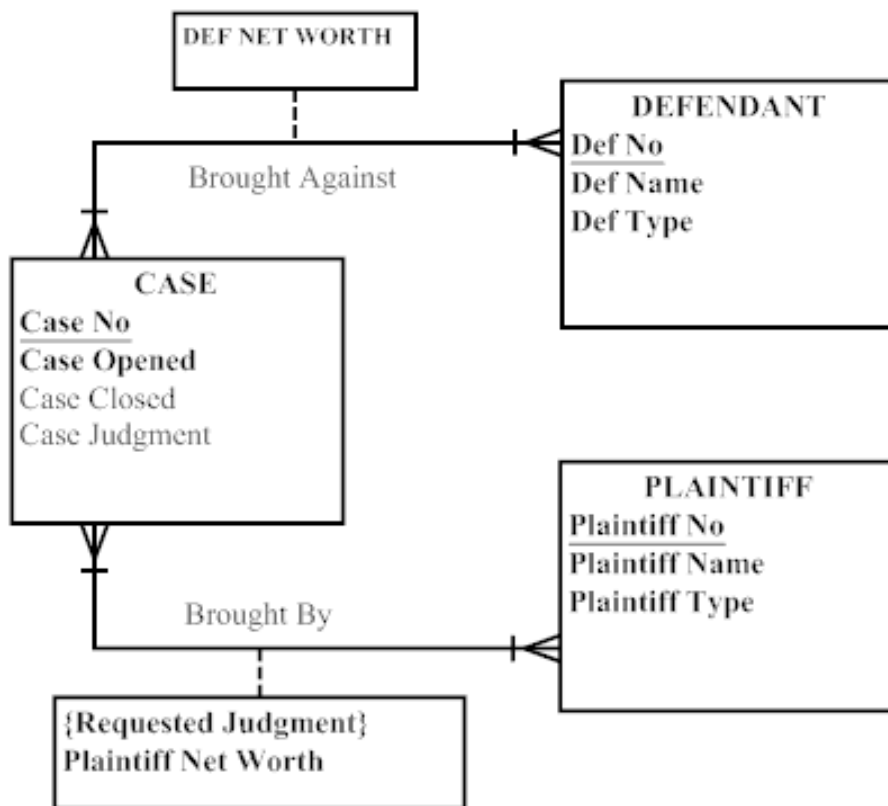 DEF NET WORTH
DEFENDANT
Def No
Def Name
Def Type
Brought Against
CASE
Case No
Case Opened
Case Closed
Case Judgment
PLAINTIFF
Plaintiff No
Plaintiff Name
Plaintiff Type
Brought By
{Requested Judgment}
Plaintiff Net Worth